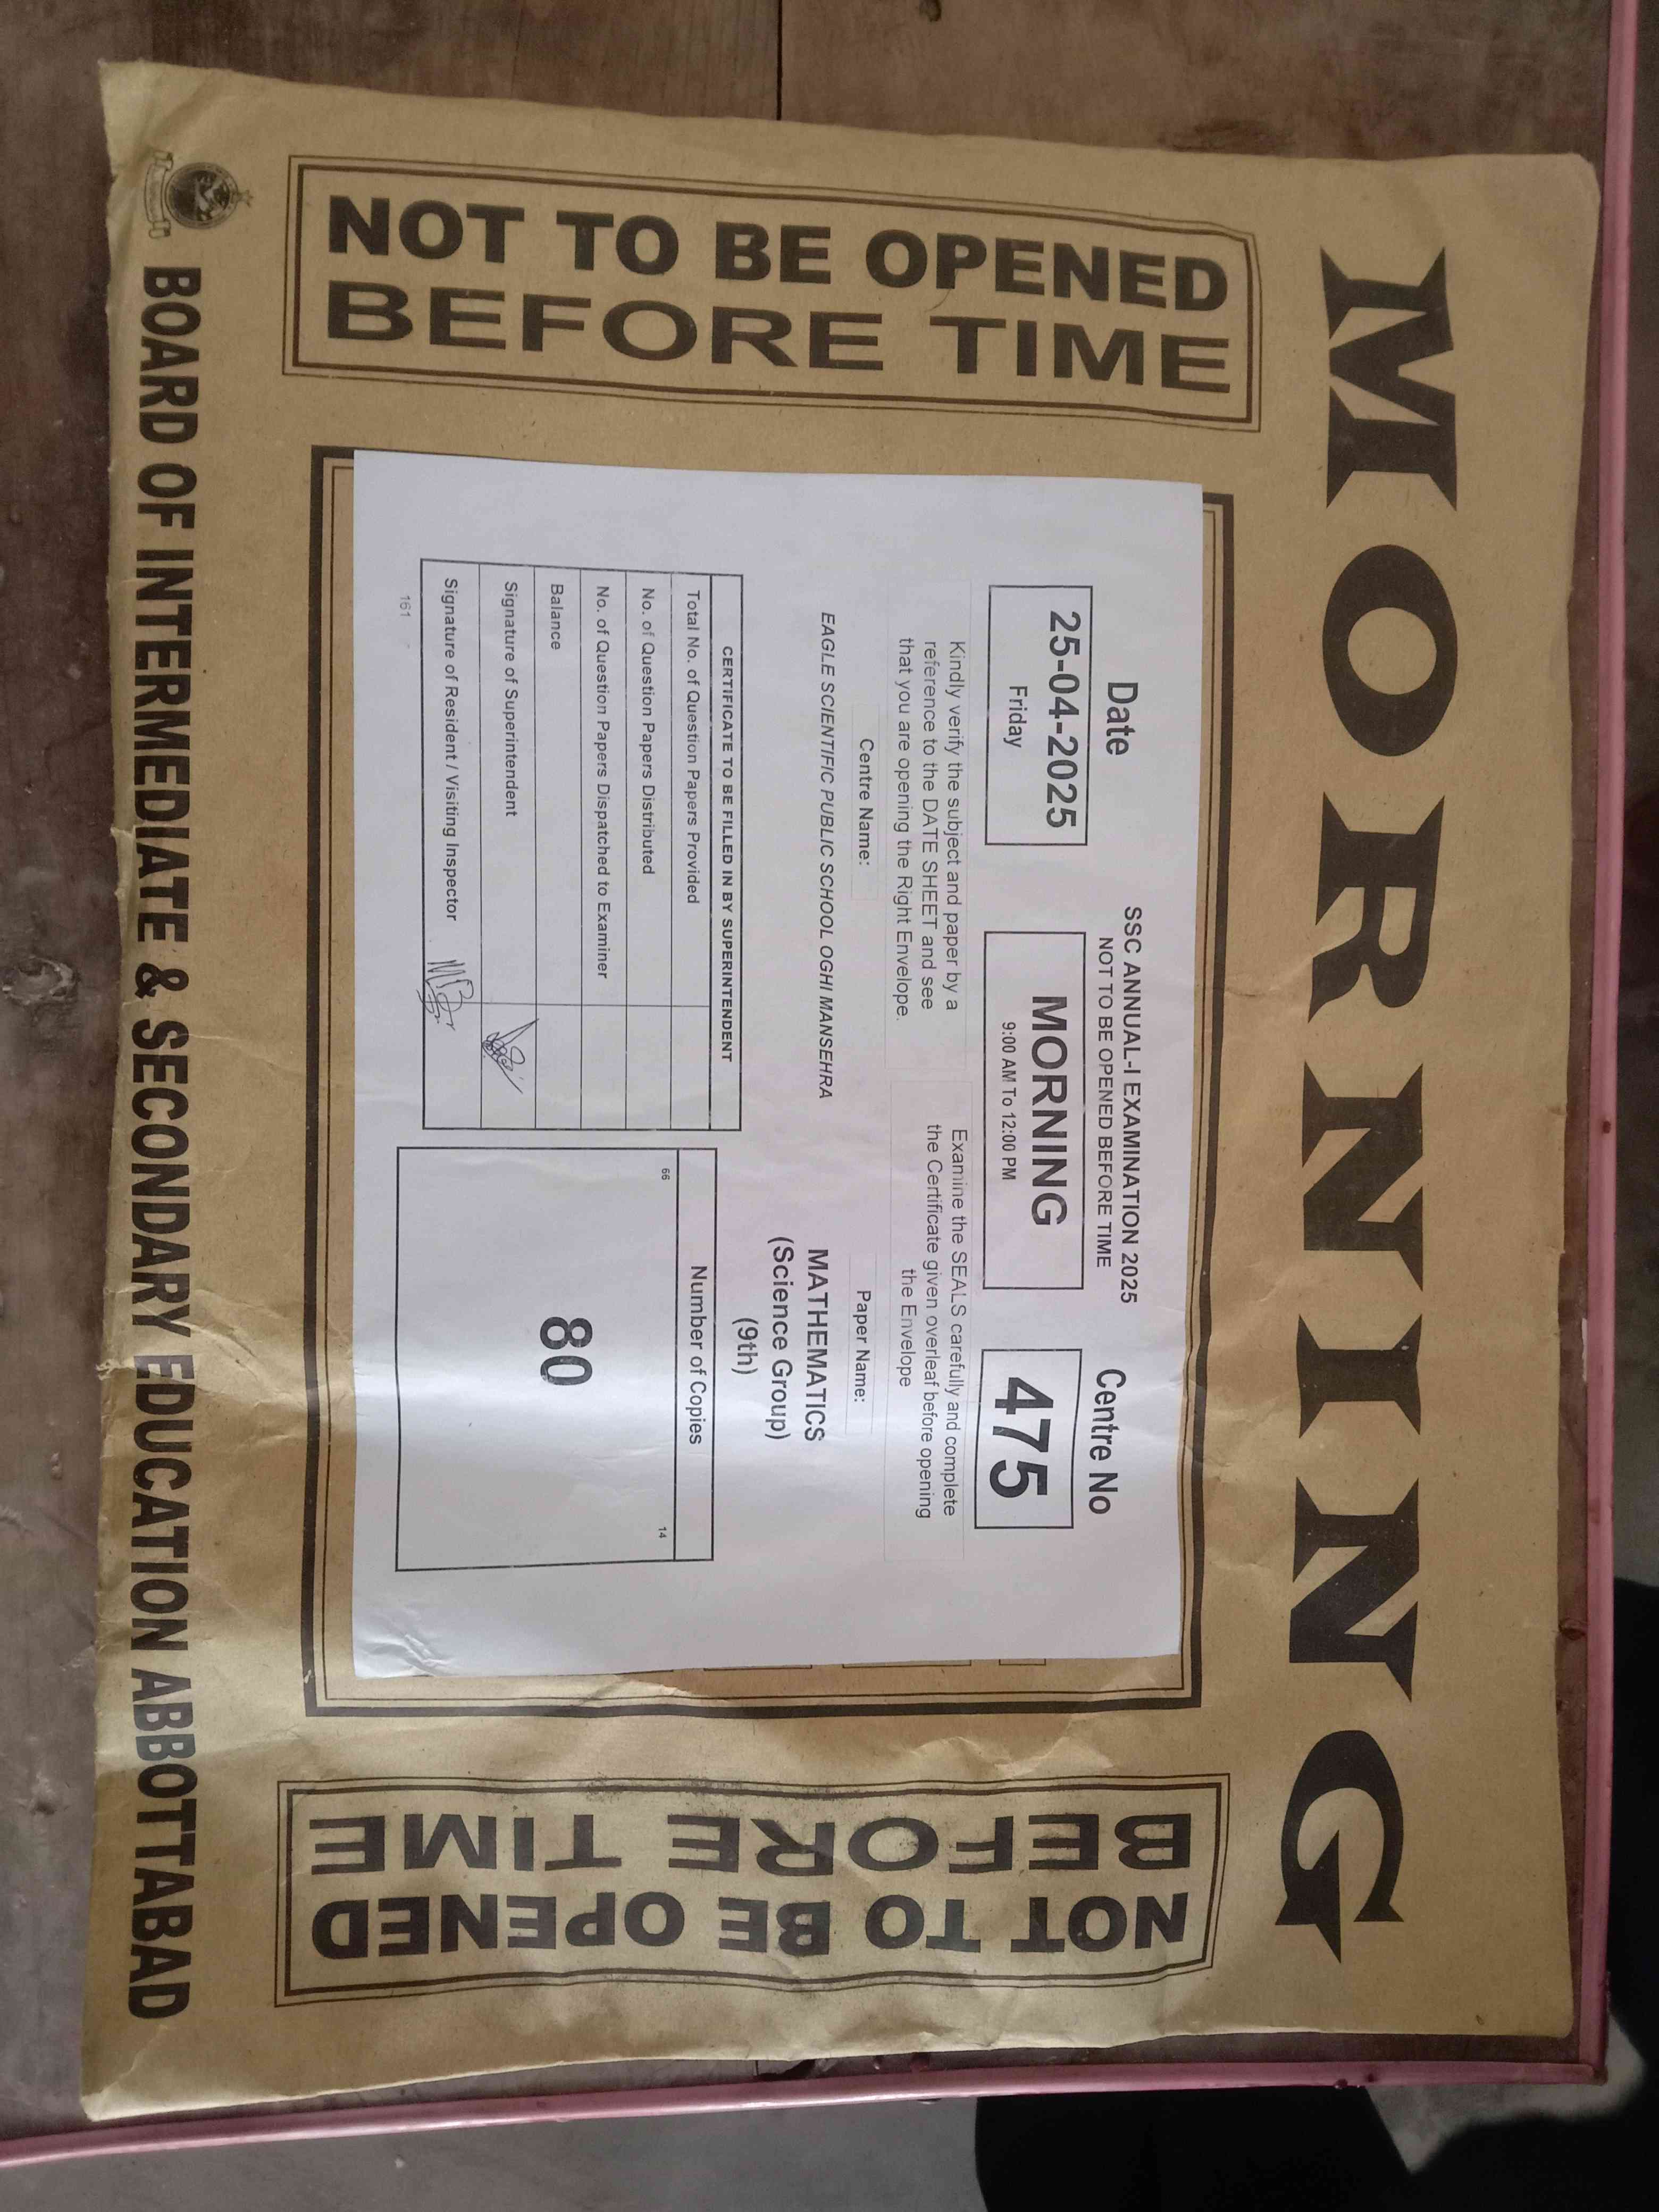 MORNING
NOT TO BE OPENED
BEFORE TIME
Date
25-04-2025
Friday
SSC ANNUAL-I EXAMINATION 2025
NOT TO BE OPENED BEFORE TIME
MORNING
9:00 AM To 12:00 PM
Centre No
475
Kindly verify the subject and paper by a
reference to the DATE SHEET and see
that you are opening the Right Envelope.
Examine the SEALS carefully and complete
the Certificate given overleaf before opening
the Envelope
Centre Name:
EAGLE SCIENTIFIC PUBLIC SCHOOL OGHI MANSEHRA
Paper Name:
MATHEMATICS
(Science Group)
(9th)
CERTIFICATE TO BE FILLED IN BY SUPERINTENDENT
Total No. of Question Papers Provided
No. of Question Papers Distributed
No. of Question Papers Dispatched to Examiner
Balance
Signature of Superintendent
Signature of Resident / Visiting Inspector
161
Number of Copies
66
14
80
NOT TO BE OPENED
BEFORE TIME
BOARD OF INTERMEDIATE & SECONDARY EDUCATION ABBOTTABAD